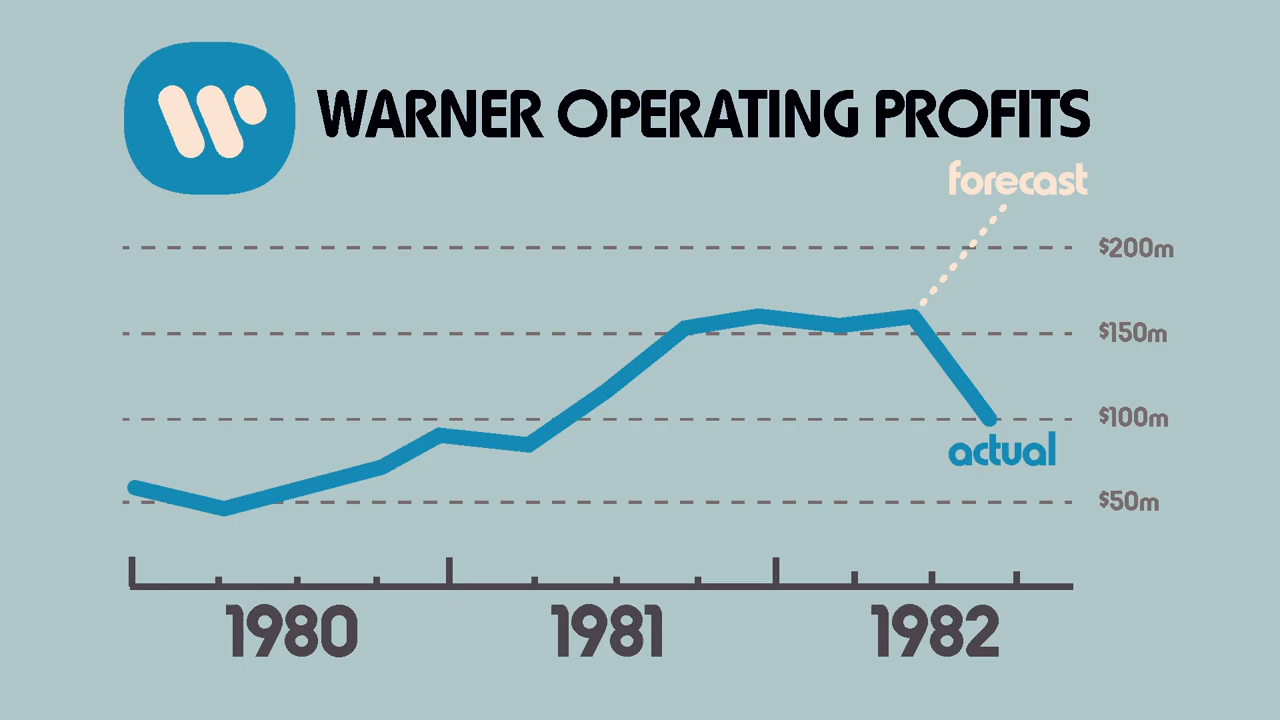 WARNER OPERATING PROFITS
forecast
$200m
$150m
$100m
actual
$50m
1980 1981 1982